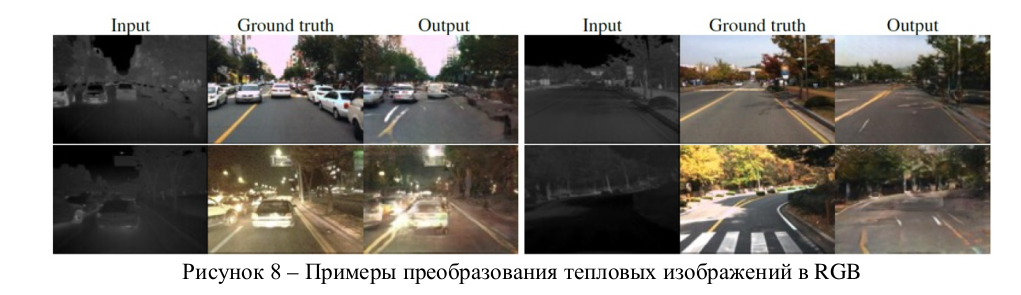 Input Ground truth Output Input Ground truth Output
Рисунок 8 – Примеры преобразования тепловых изображений в RGB